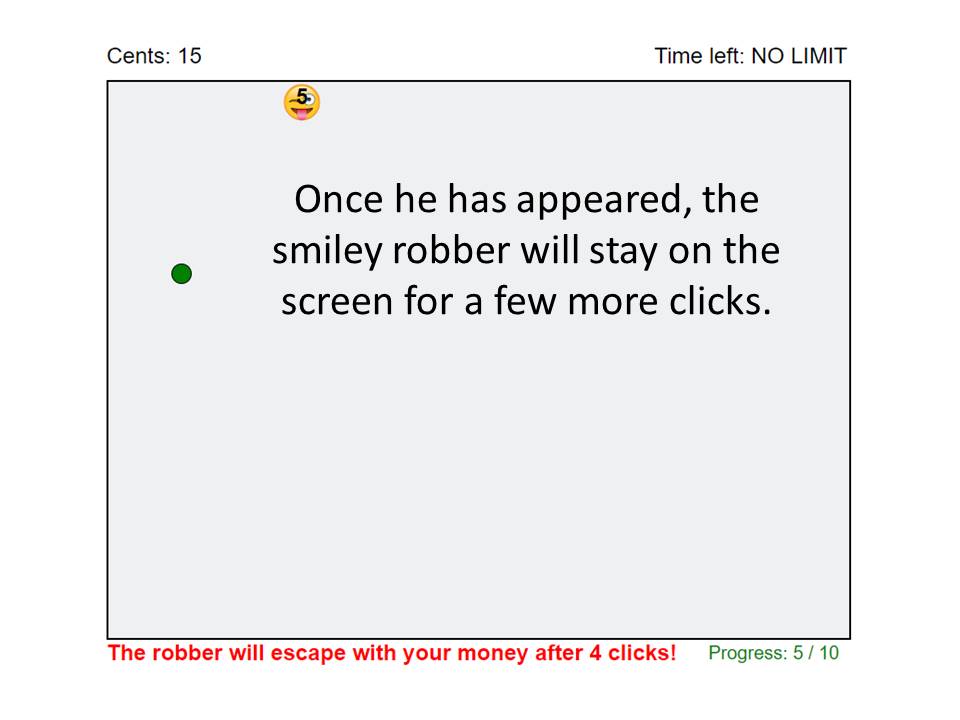 Cents: 15
Time left: NO LIMIT
5
Once he has appeared, the
smiley robber will stay on the
screen for a few more clicks.
The robber will escape with your money after 4 clicks!
Progress: 5 / 10